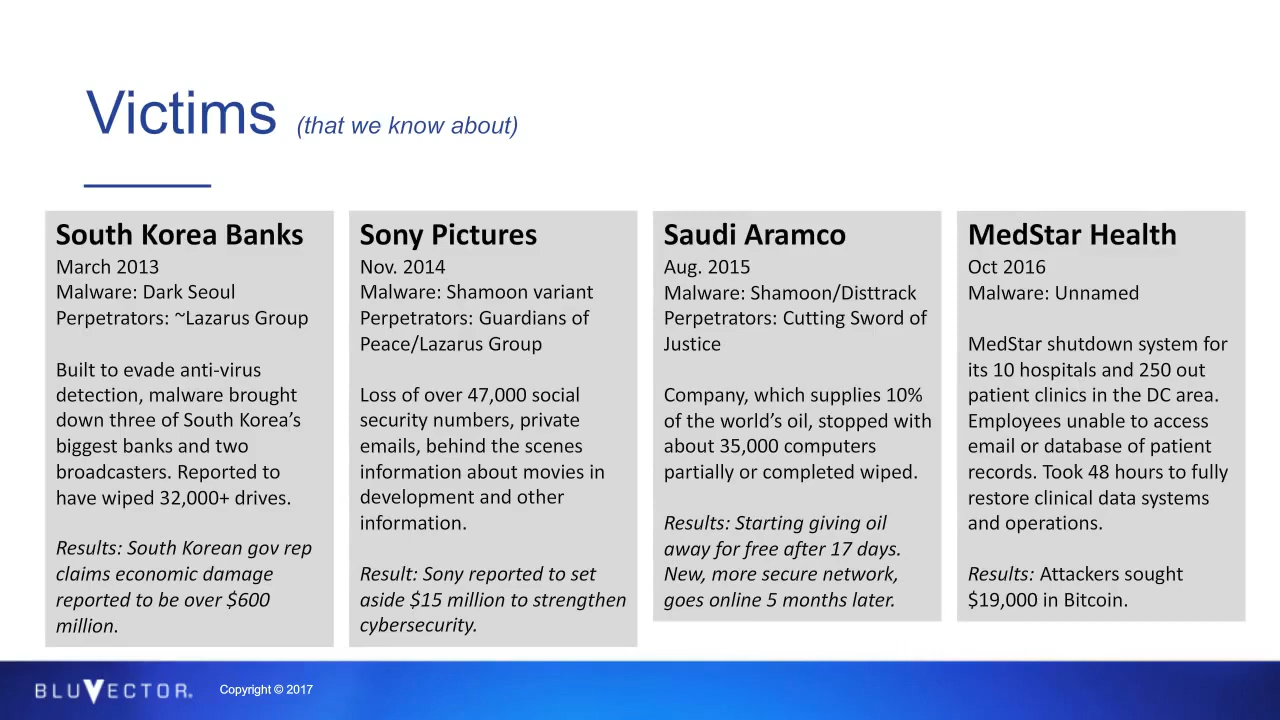 Victims (that we know about)
South Korea Banks
March 2013
Malware: Dark Seoul
Perpetrators: ~Lazarus Group
Built to evade anti-virus
detection, malware brought
down three of South Korea’s
biggest banks and two
broadcasters. Reported to
have wiped 32,000+ drives.
Results: South Korean gov rep
claims economic damage
reported to be over $600
million.
Sony Pictures
Nov. 2014
Malware: Shamoon variant
Perpetrators: Guardians of
Peace/Lazarus Group
Loss of over 47,000 social
security numbers, private
emails, behind the scenes
information about movies in
development and other
information.
Result: Sony reported to set
aside $15 million to strengthen
cybersecurity.
Saudi Aramco
Aug. 2015
Malware: Shamoon/Disttrack
Perpetrators: Cutting Sword of
Justice
Company, which supplies 10%
of the world’s oil, stopped with
about 35,000 computers
partially or completed wiped.
Results: Starting giving oil
away for free after 17 days.
New, more secure network,
goes online 5 months later.
MedStar Health
Oct 2016
Malware: Unnamed
MedStar shutdown system for
its 10 hospitals and 250 out
patient clinics in the DC area.
Employees unable to access
email or database of patient
records. Took 48 hours to fully
restore clinical data systems
and operations.
Results: Attackers sought
$19,000 in Bitcoin.
BLUVECTOR® Copyright © 2017